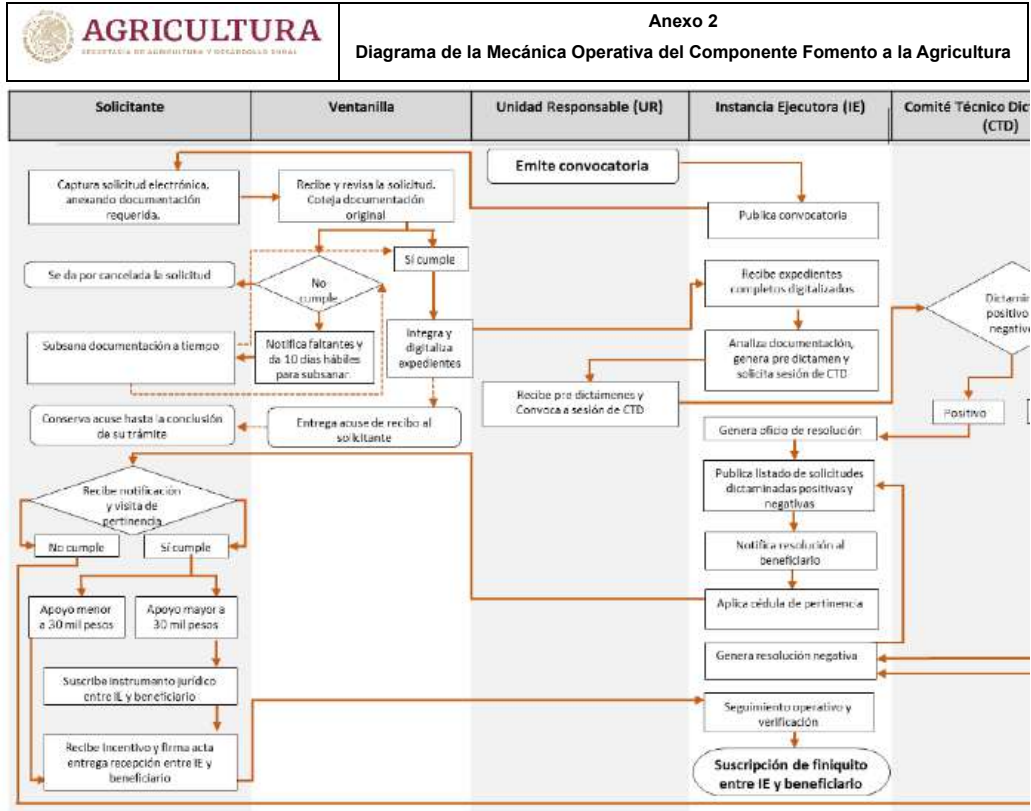 AGRICULTURA
SECRETARÍA DE AGRICULTURA Y DESARROLLO RURAL
Anexo 2
Diagrama de la Mecánica Operativa del Componente Fomento a la Agricultura
Solicitante
Ventanilla
Unidad Responsable (UR)
Instancia Ejecutora (IE)
Comité Técnico Dic
(CTD)
Emite convocatoria
Captura solicitud electrónica,
anexando documentación
requerida.
Recibe y revisa la solicitud.
Coteja documentación
original
Publica convocatoria
Se da por cancelada la solicitud
No
cumple
Sí cumple
Recibe expedientes
completos digitalizados
Dictamin
positivo
negativ
Subsana documentación a tiempo
Notifica faltantes y
da 10 días hábiles
para subsanar.
Integra y
digitaliza
expedientes
Analiza documentación,
genera pre dictamen y
solicita sesión de CTD
Recibe pre dictámenes y
Convoca a sesión de CTD
Positivo
Conserva acuse hasta la conclusión
de su trámite
Entrega acuse de recibo al
solicitante
Genera oficio de resolución
Recibe notificación
y visita de
pertinencia
Publica listado de solicitudes
dictaminadas positivas y
negativas
No cumple
Sí cumple
Notifica resolución al
beneficiario
Apoyo menor
a 30 mil pesos
Apoyo mayor a
30 mil pesos
Aplica cédula de pertinencia
Genera resolución negativa
Suscribe instrumento jurídico
entre IE y beneficiario
Seguimiento operativo y
verificación
Recibe Incentivo y firma acta
entrega recepción entre IE y
beneficiario
Suscripción de finiquito
entre IE y beneficiario